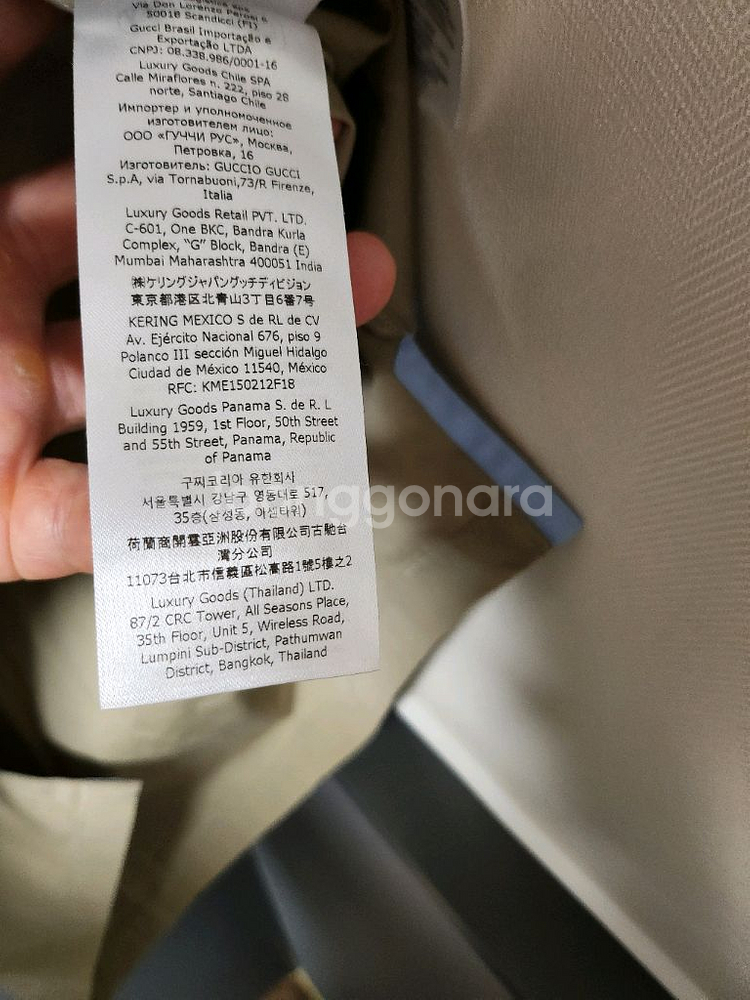 Via Don Lorenzo Perosi 6
50018 Scandicci (FI)
Gucci Brasil Importação e
Exportação LTDA
CNPJ: 08.338.986/0001-16
Luxury Goods Chile SPA
Calle Miraflores n. 222, piso 28
norte, Santiago Chile
Импортер и уполномоченное
изготовителем лицо:
ООО «ГУЧЧИ РУС», Москва,
Петровка, 16
Изготовитель: GUCCIO GUCCI
S.p.A, via Tornabuoni,73/R Firenze,
Italia
Luxury Goods Retail PVT. LTD.
C-601, One BKC, Bandra Kurla
Complex, "G" Block, Bandra (E)
Mumbai Maharashtra 400051 India
㈱ケリングジャパングッチディビジョン
東京都港区北青山3丁目6番7号
KERING MEXICO S de RL de CV
Av. Ejército Nacional 676, piso 9
Polanco III sección Miguel Hidalgo
Ciudad de México 11540, México
RFC: KME150212F18
Luxury Goods Panama S. de R. L
Building 1959, 1st Floor, 50th Street
and 55th Street, Panama, Republic
of Panama
구찌코리아 유한회사
서울특별시 강남구 영동대로 517,
35층(삼성동, 아셈타워)
荷蘭商開雲亞洲股份有限公司古馳台
灣分公司
11073台北市信義區松高路1號5樓之2
Luxury Goods (Thailand) LTD.
87/2 CRC Tower, All Seasons Place,
35th Floor, Unit 5, Wireless Road,
Lumpini Sub-District, Pathumwan
District, Bangkok, Thailand